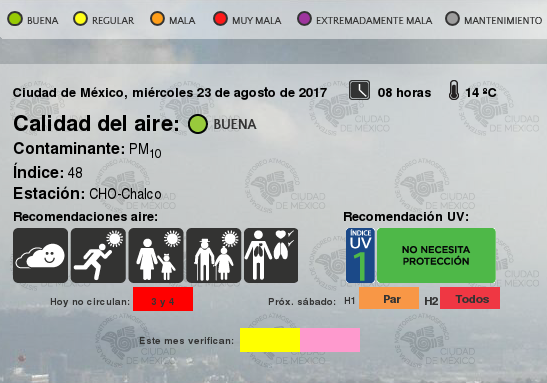 BUENA REGULAR MALA MUY MALA EXTREMADAMENTE MALA MANTENIMIENTO
Ciudad de México, miércoles 23 de agosto de 2017 08 horas 14 ºC
Calidad del aire: BUENA
Contaminante: PM10
Índice: 48
Estación: CHO-Chalco
Recomendaciones aire: Recomendación UV:
ÍNDICE
UV
1
NO NECESITA
PROTECCIÓN
Hoy no circulan: 3 y 4 Próx. sábado: H1 Par H2 Todos
Este mes verifican:
CIUDAD
DE MÉXICO